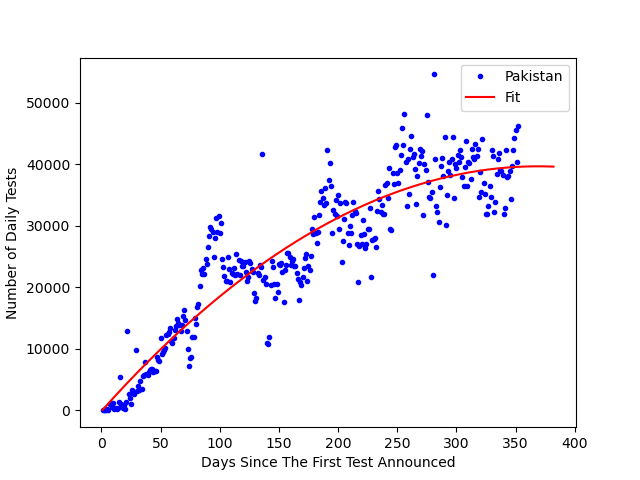 Pakistan
Fit
50000
40000
30000
20000
10000
0
Number of Daily Tests
0 50 100 150 200 250 300 350 400
Days Since The First Test Announced